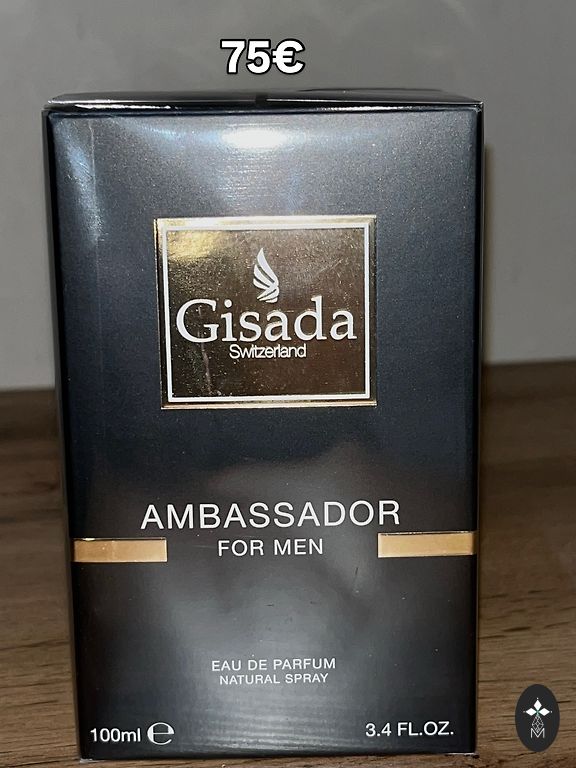 75€
Gisada
Switzerland
AMBASSADOR
FOR MEN
EAU DE PARFUM
NATURAL SPRAY
100ml ℮ 3.4 FL.OZ.